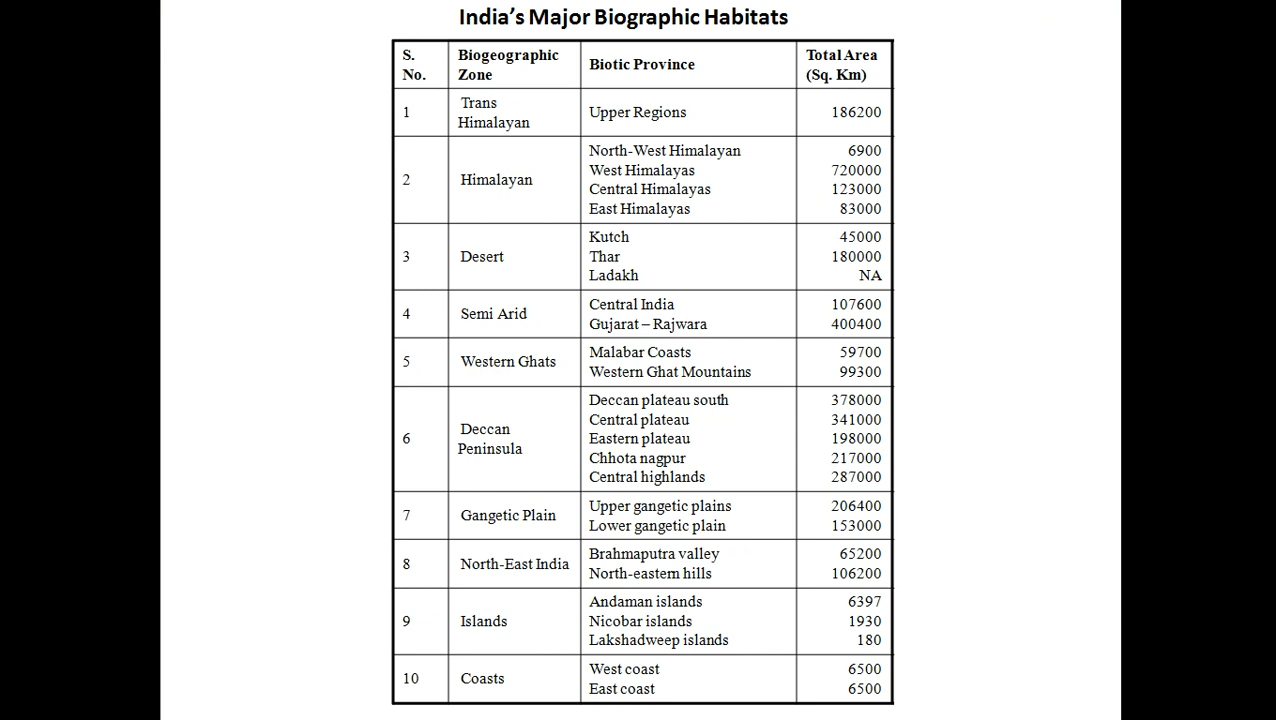 India's Major Biographic Habitats
S. No. Biogeographic Zone Biotic Province Total Area (Sq. Km)
1 Trans Himalayan Upper Regions 186200
2 Himalayan North-West Himalayan 6900
West Himalayas 720000
Central Himalayas 123000
East Himalayas 83000
3 Desert Kutch 45000
Thar 180000
Ladakh NA
4 Semi Arid Central India 107600
Gujarat – Rajwara 400400
5 Western Ghats Malabar Coasts 59700
Western Ghat Mountains 99300
6 Deccan Peninsula Deccan plateau south 378000
Central plateau 341000
Eastern plateau 198000
Chhota nagpur 217000
Central highlands 287000
7 Gangetic Plain Upper gangetic plains 206400
Lower gangetic plain 153000
8 North-East India Brahmaputra valley 65200
North-eastern hills 106200
9 Islands Andaman islands 6397
Nicobar islands 1930
Lakshadweep islands 180
10 Coasts West coast 6500
East coast 6500